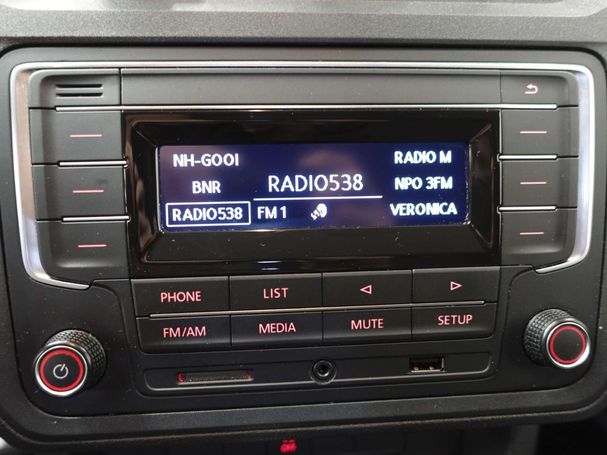 NH-GOOI
BNR
RADIO538
RADIO538
FM 1
RADIO M
NPO 3FM
VERONICA
PHONE
LIST
FM/AM
MEDIA
MUTE
SETUP